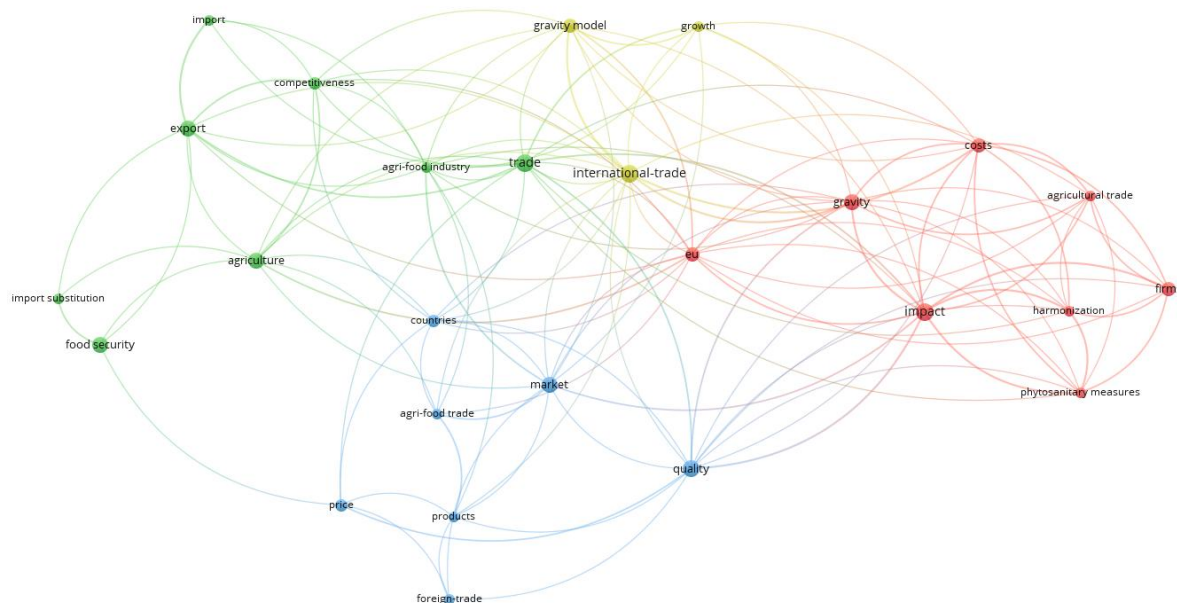 import
gravity model
growth
competitiveness
export
costs
agri-food industry
trade
international-trade
agricultural trade
gravity
eu
agriculture
firm
import substitution
countries
impact
harmonization
food security
market
phytosanitary measures
agri-food trade
quality
price
products
foreign-trade